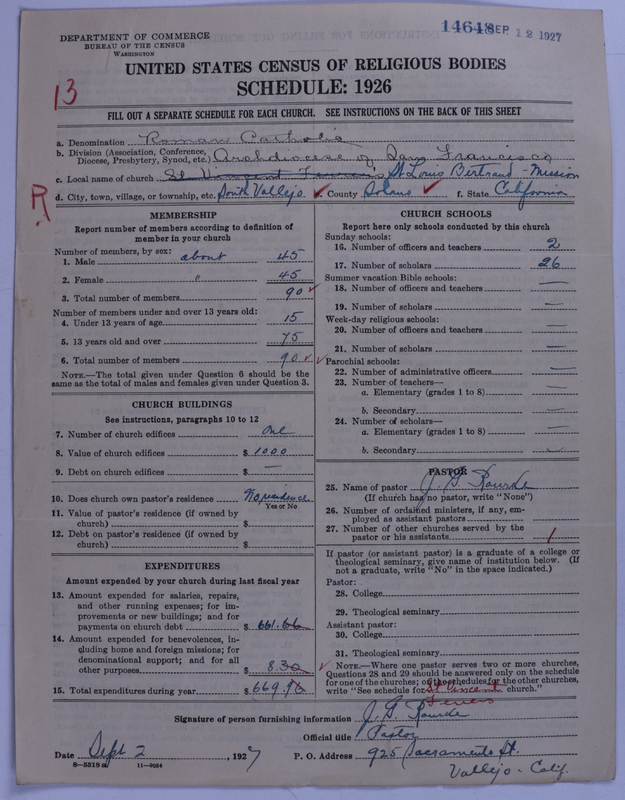 DEPARTMENT OF COMMERCE
BUREAU OF THE CENSUS
WASHINGTON
14648 SEP 12 1927
UNITED STATES CENSUS OF RELIGIOUS BODIES
SCHEDULE: 1926
13
FILL OUT A SEPARATE SCHEDULE FOR EACH CHURCH. SEE INSTRUCTIONS ON THE BACK OF THIS SHEET
a. Denomination Roman Catholic
b. Division (Association, Conference, Diocese, Presbytery, Synod, etc.) Archdiocese of San Francisco
c. Local name of church St Vincent Ferrers St Louis Bertrand - Mission
R
d. City, town, village, or township, etc. South Vallejo e. County Solano f. State California
MEMBERSHIP
Report number of members according to definition of
member in your church
Number of members, by sex:
1. Male about 45
2. Female " 45
3. Total number of members 90
Number of members under and over 13 years old:
4. Under 13 years of age 15
5. 13 years old and over 75
6. Total number of members 90
NOTE.—The total given under Question 6 should be
same as the total of males and females given under Question 3.
CHURCH BUILDINGS
See instructions, paragraphs 10 to 12
7. Number of church edifices One
8. Value of church edifices $ 1000
9. Debt on church edifices $ —
10. Does church own pastor's residence No residence
Yes or No
11. Value of pastor's residence (if owned by
church) $
12. Debt on pastor's residence (if owned by
church) $
EXPENDITURES
Amount expended by your church during last fiscal year
13. Amount expended for salaries, repairs,
and other running expenses; for im-
provements or new buildings; and for
payments on church debt $ 661.66
14. Amount expended for benevolences, in-
cluding home and foreign missions; for
denominational support; and for all
other purposes $ 8.30
15. Total expenditures during year $ 669.96
CHURCH SCHOOLS
Report here only schools conducted by this church
Sunday schools:
16. Number of officers and teachers 2
17. Number of scholars 26
Summer vacation Bible schools:
18. Number of officers and teachers —
19. Number of scholars —
Week-day religious schools:
20. Number of officers and teachers —
21. Number of scholars —
Parochial schools:
22. Number of administrative officers —
23. Number of teachers—
a. Elementary (grades 1 to 8) —
b. Secondary —
24. Number of scholars—
a. Elementary (grades 1 to 8) —
b. Secondary —
PASTOR
25. Name of pastor J. G. Rourde
(If church has no pastor, write "None")
26. Number of ordained ministers, if any, em-
ployed as assistant pastors
27. Number of other churches served by the
pastor or his assistants 1
If pastor (or assistant pastor) is a graduate of a college or
theological seminary, give name of institution below. (If
not a graduate, write "No" in the space indicated.)
Pastor:
28. College
29. Theological seminary
Assistant pastor:
30. College
31. Theological seminary
NOTE.—Where one pastor serves two or more churches,
Questions 28 and 29 should be answered only on the schedule
for one of the churches; on schedules for the other churches,
write "See schedule for St Vincent Ferrers church."
Signature of person furnishing information J. G. Rourde
Official title Pastor
Date Sept 2, 1927 P. O. Address 925 Sacramento St.
8-5318 a 11-9034
Vallejo - Calif.